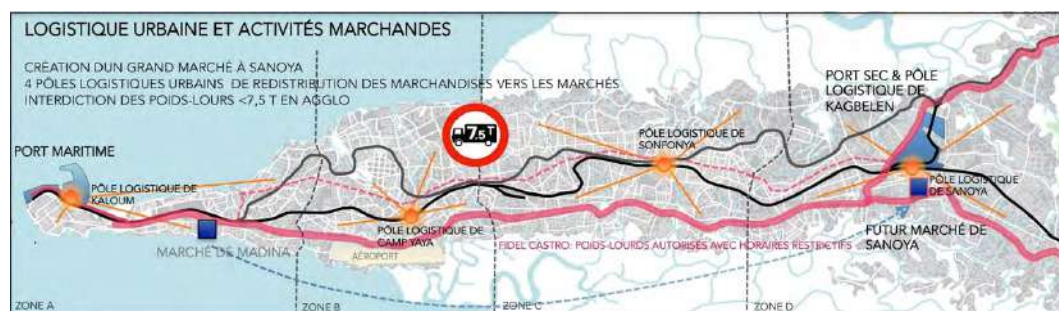 LOGISTIQUE URBAINE ET ACTIVITÉS MARCHANDES
CRÉATION DUN GRAND MARCHÉ À SANOYA
4 PÔLES LOGISTIQUES URBAINS DE REDISTRIBUTION DES MARCHANDISES VERS LES MARCHÉS
INTERDICTION DES POIDS-LOURS <7,5 T EN AGGLO
PORT SEC & PÔLE
LOGISTIQUE DE
KAGBELEN
7.5T
PÔLE LOGISTIQUE DE
SONFONYA
PORT MARITIME
PÔLE LOGISTIQUE DE
KALOUM
PÔLE LOGISTIQUE
DE SANOYA
PÔLE LOGISTIQUE DE
CAMP YAYA
MARCHÉ DE MADINA
AÉROPORT
FIDEL CASTRO: POIDS-LOURDS AUTORISÉS AVEC HORAIRES RESTRICTIFS
FUTUR MARCHÉ DE
SANOYA
ZONE A
ZONE B
ZONE C
ZONE D